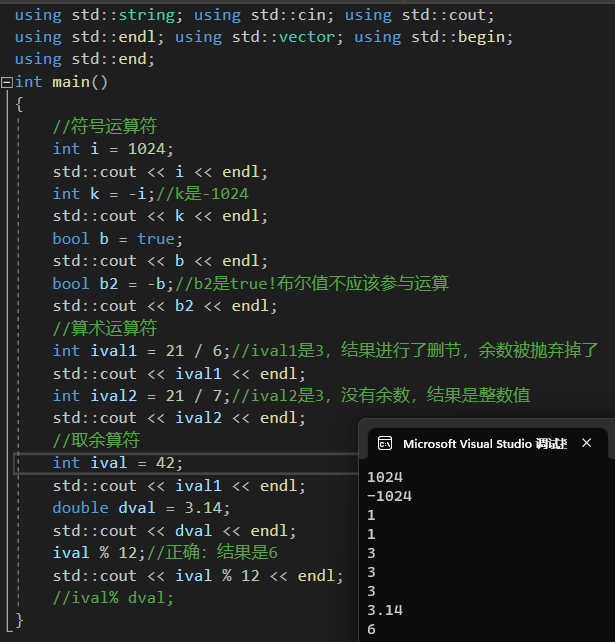 using std::string; using std::cin; using std::cout;
using std::endl; using std::vector; using std::begin;
using std::end;
int main()
{
//符号运算符
int i = 1024;
std::cout << i << endl;
int k = -i;//k是-1024
std::cout << k << endl;
bool b = true;
std::cout << b << endl;
bool b2 = -b;//b2是true!布尔值不应该参与运算
std::cout << b2 << endl;
//算术运算符
int ival1 = 21 / 6;//ival1是3，结果进行了删节，余数被抛弃掉了
std::cout << ival1 << endl;
int ival2 = 21 / 7;//ival2是3，没有余数，结果是整数值
std::cout << ival2 << endl;
//取余算符
int ival = 42;
std::cout << ival1 << endl;
double dval = 3.14;
std::cout << dval << endl;
ival % 12;//正确：结果是6
std::cout << ival % 12 << endl;
//ival% dval;
}
Microsoft Visual Studio 调试
1024
-1024
1
1
3
3
3
3.14
6